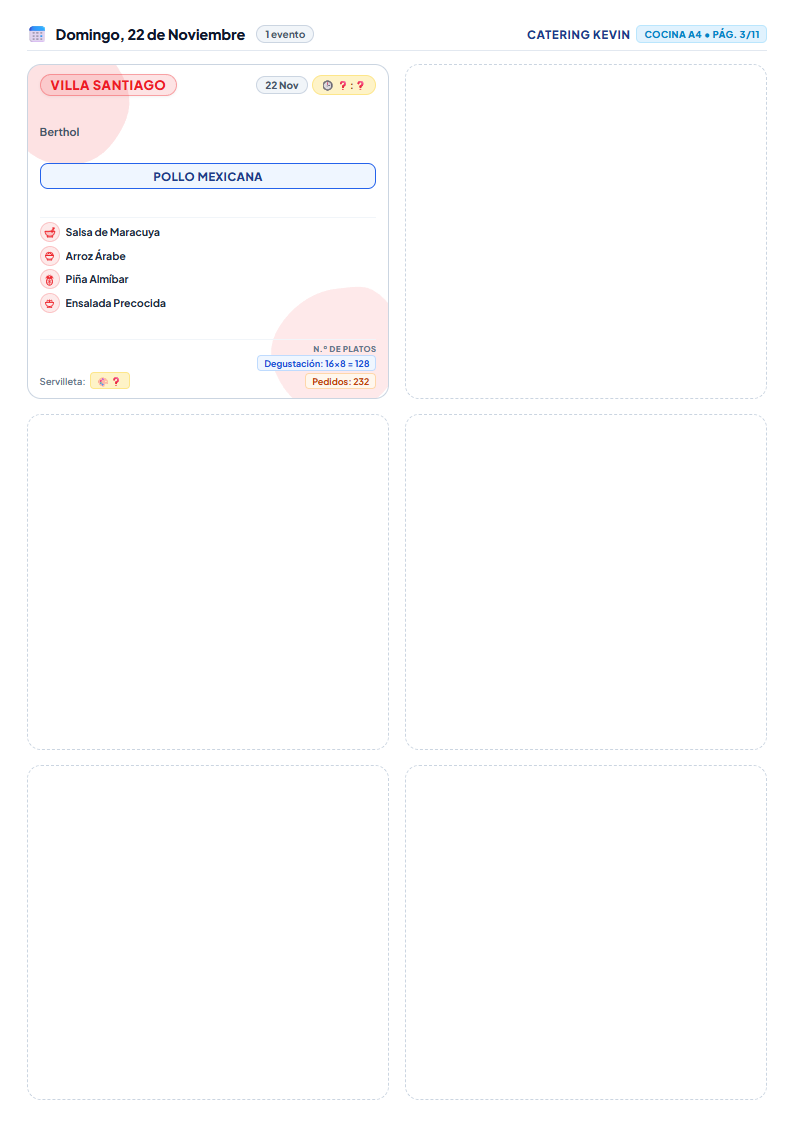 Domingo, 22 de Noviembre
1 evento
CATERING KEVIN
COCINA A4 • PÁG. 3/11
VILLA SANTIAGO
22 Nov
❓ : ❓
Berthol
POLLO MEXICANA
Salsa de Maracuya
Arroz Árabe
Piña Almíbar
Ensalada Precocida
N.º DE PLATOS
Degustación: 16×8 = 128
Servilleta: ❓
Pedidos: 232